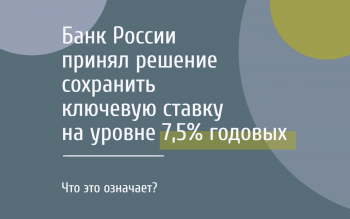 Банк России
принял решение
сохранить
ключевую ставку
на уровне 7,5% годовых
Что это означает?